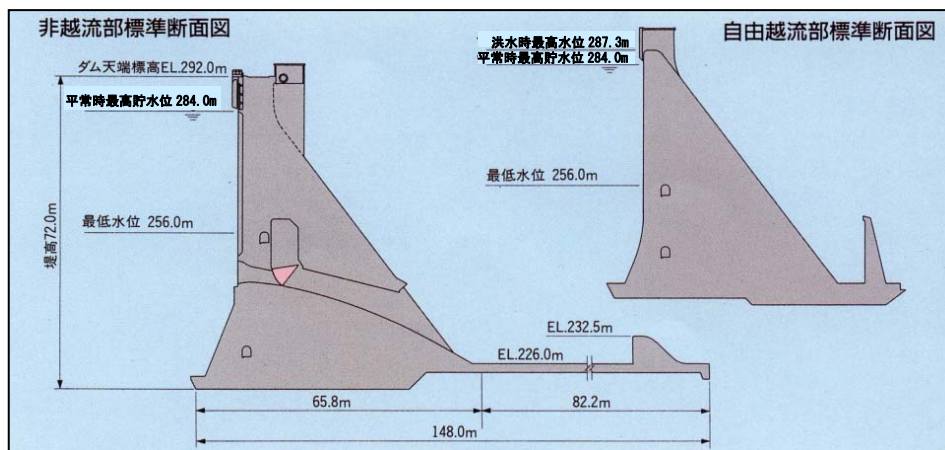 非越流部標準断面図
ダム天端標高EL.292.0m
平常時最高貯水位 284.0m
最低水位 256.0m
堤高72.0m
EL.232.5m
EL.226.0m
65.8m
82.2m
148.0m
自由越流部標準断面図
洪水時最高水位 287.3m
平常時最高貯水位 284.0m
最低水位 256.0m